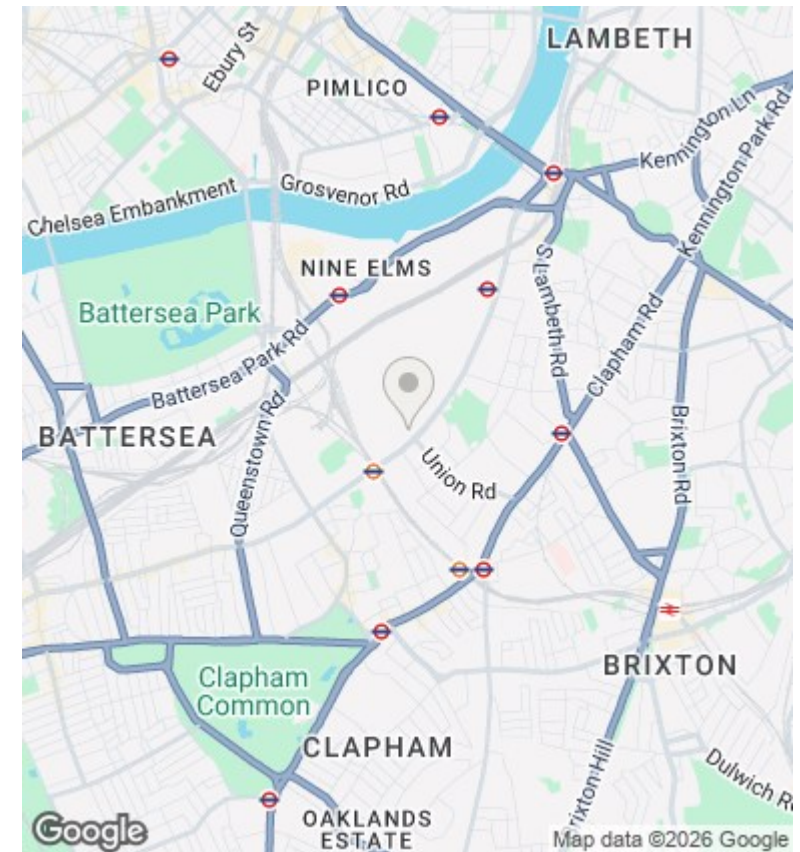 LAMBETH
Ebury St
PIMLICO
Kennington Ln
Kennington Park Rd
Grosvenor Rd
Chelsea Embankment
NINE ELMS
S Lambeth Rd
Battersea Park
Clapham Rd
Battersea Park Rd
BATTERSEA
Queenstown Rd
Union Rd
Brixton Rd
BRIXTON
Clapham
Common
CLAPHAM
Brixton Hill
Dulwich R
OAKLANDS
ESTATE
Google
Map data ©2026 Google